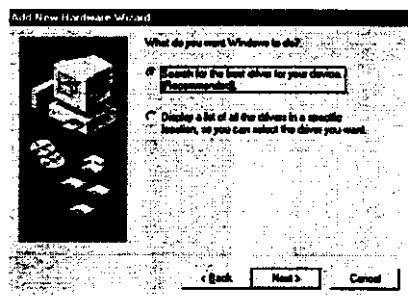 Add New Hardware Wizard
What do you want Windows to do?
Search for the best driver for your device.
(Recommended).
Display a list of all the drivers in a specific
location, so you can select the driver you want.
< Back
Next >
Cancel